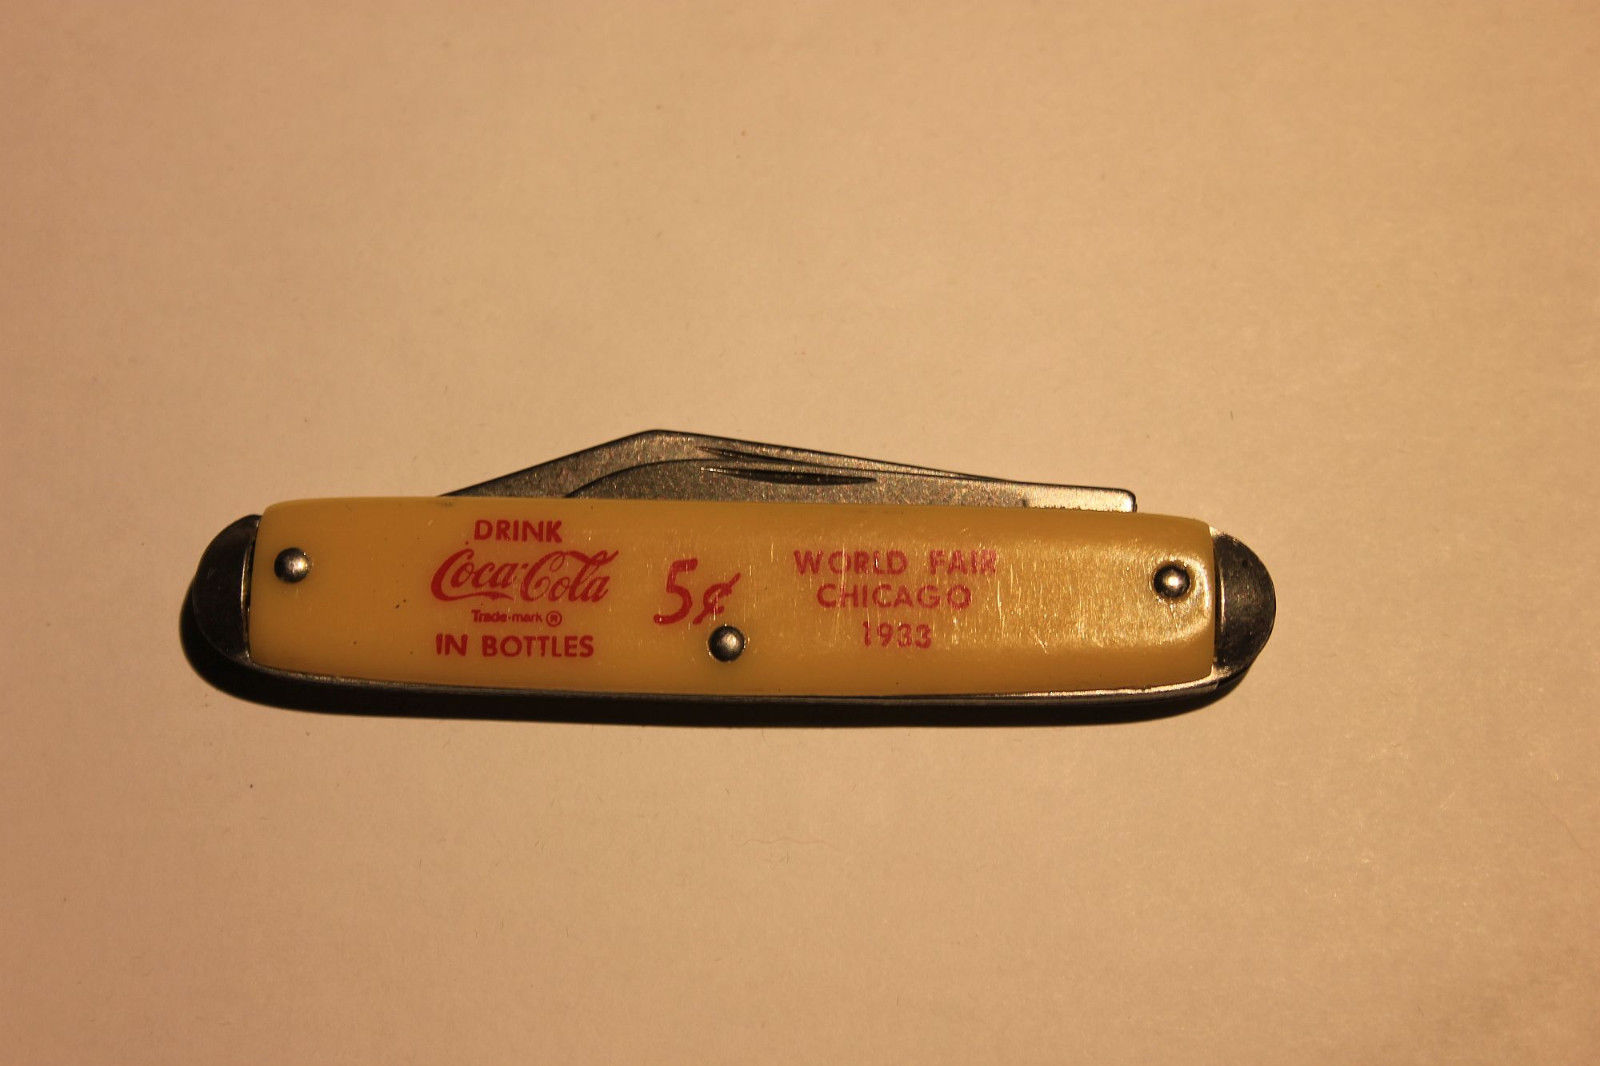 DRINK
Coca-Cola
Trade-mark ®
IN BOTTLES
5¢
WORLD FAIR
CHICAGO
1933